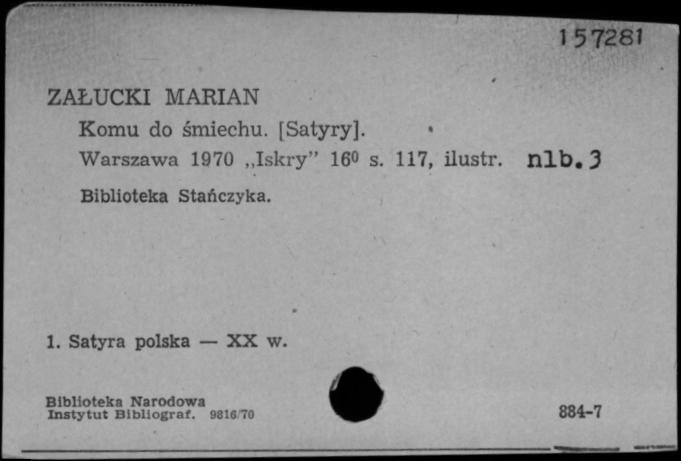 157281
ZAŁUCKI MARIAN
Komu do śmiechu. [Satyry].
Warszawa 1970 „Iskry” 16⁰ s. 117, ilustr. nlb. 3
Biblioteka Stańczyka.
1. Satyra polska — XX w.
Biblioteka Narodowa
Instytut Bibliograf. 9816/70
884-7